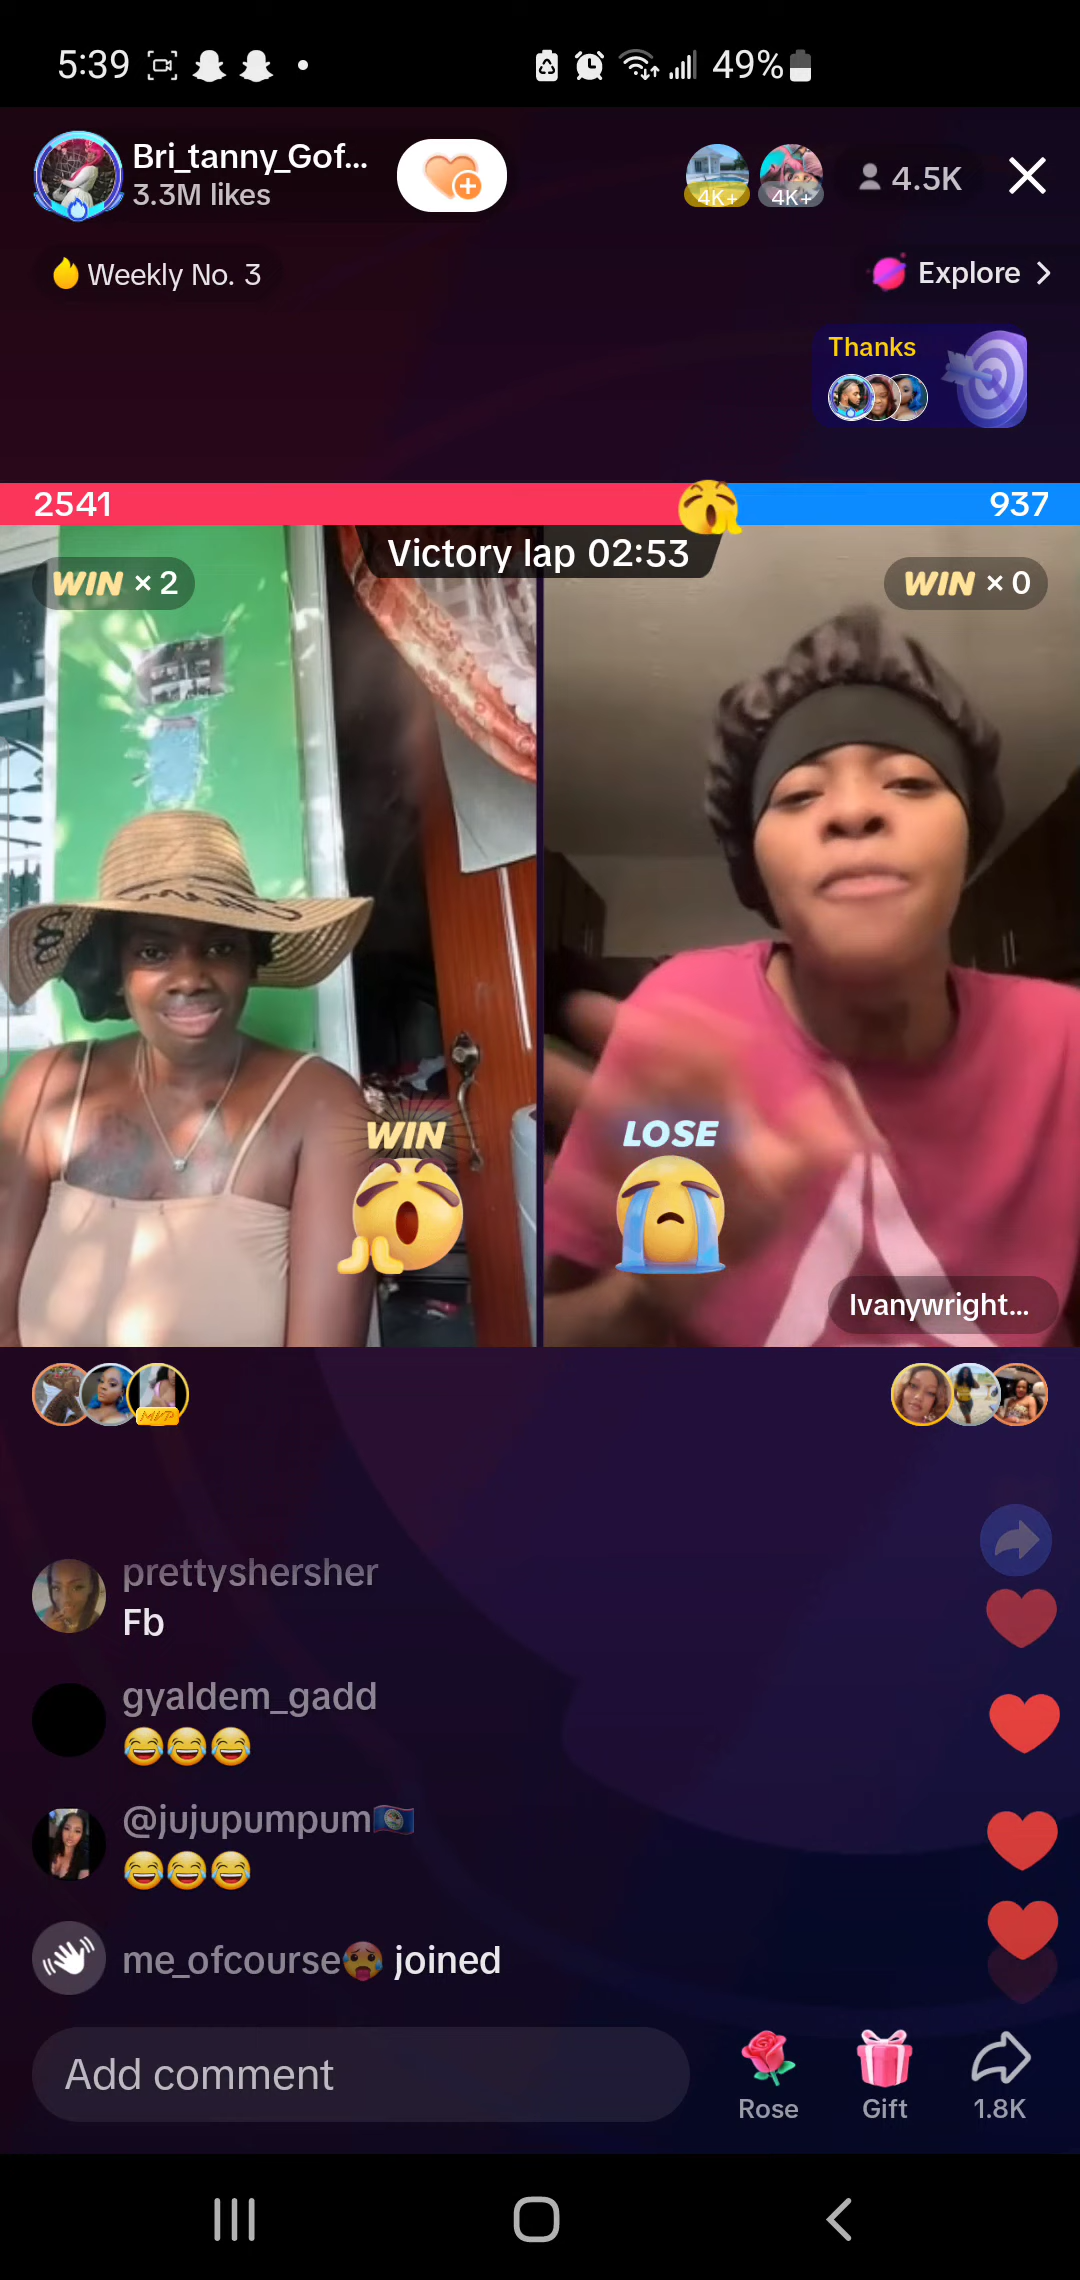 5:39
49%
Bri_tanny_Gof...
3.3M likes
4K+
4K+
4.5K
Weekly No. 3
Explore
Thanks
2541
937
Victory lap 02:53
WIN × 2
WIN × 0
WIN
LOSE
Ivanywright...
MVP
prettyshersher
Fb
gyaldem_gadd
😂😂😂
@jujupumpum🇧🇿
😂😂😂
me_ofcourse🥵 joined
Add comment
Rose
Gift
1.8K